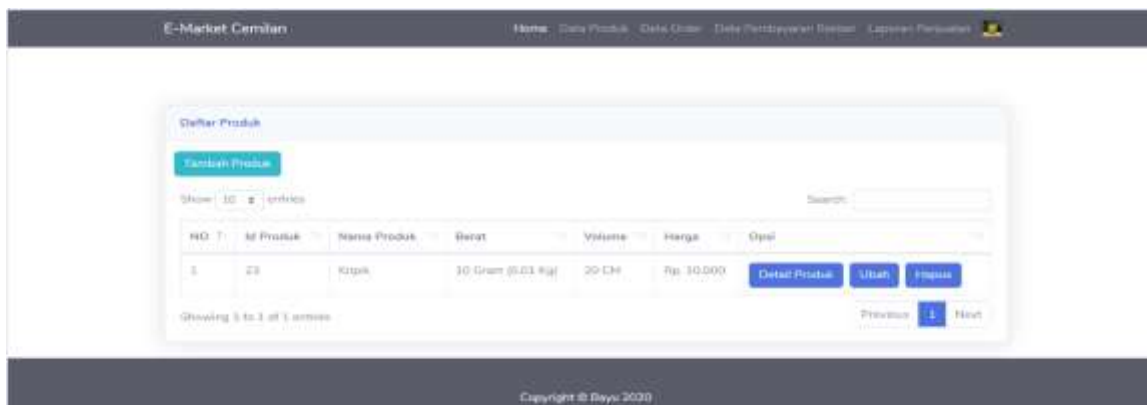 E-Market Cemilan
Home Data Produk Data Order Data Pembayaran Rekber Laporan Penjualan
Daftar Produk
Tambah Produk
Show 10 entries
Search:
NO Id Produk Nama Produk Berat Volume Harga Opsi
1 23 Kripik 10 Gram (0.01 Kg) 20 CM Rp. 10.000 Detail Produk Ubah Hapus
Showing 1 to 1 of 1 entries
Previous 1 Next
Copyright © Bayu 2020